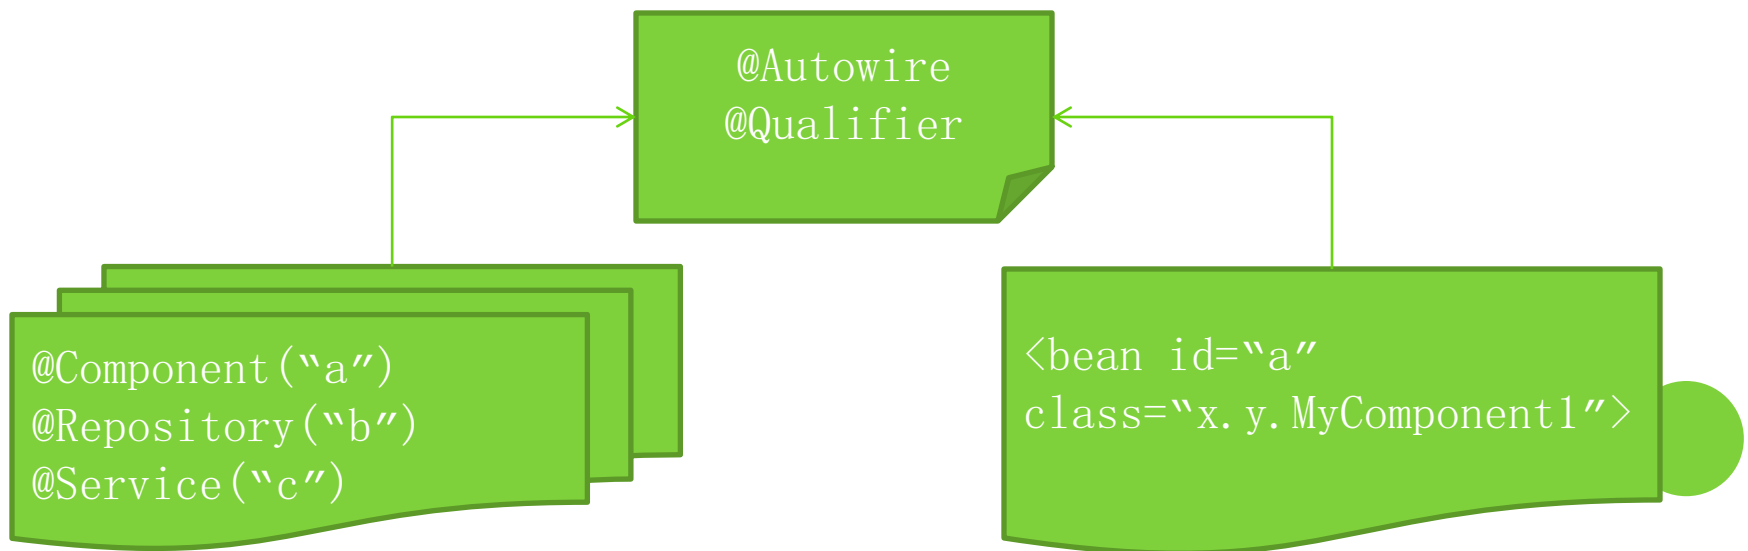 @Autowire
@Qualifier
@Component(“a”)
@Repository(“b”)
@Service(“c”)
<bean id=“a”
class=“x.y.MyComponent1”>